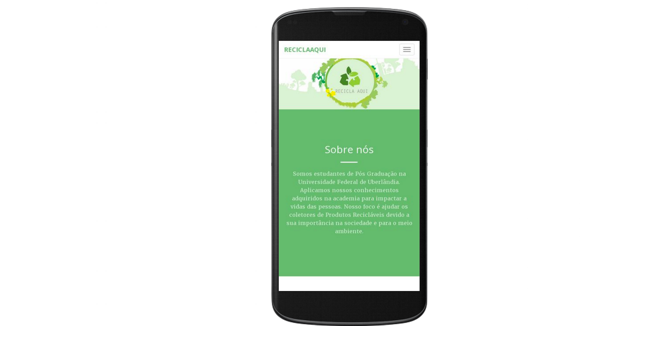 RECICLAAQUI
RECICLA AQUI
Sobre nós
Somos estudantes de Pós Graduação na
Universidade Federal de Uberlândia.
Aplicamos nossos conhecimentos
adquiridos na academia para impactar a
vidas das pessoas. Nosso foco é ajudar os
coletores de Produtos Recicláveis devido a
sua importância na sociedade e para o meio
ambiente.